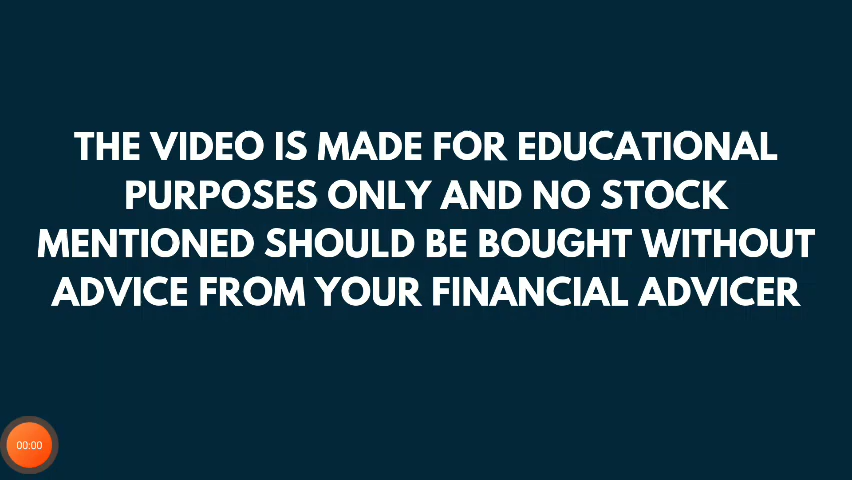 THE VIDEO IS MADE FOR EDUCATIONAL
PURPOSES ONLY AND NO STOCK
MENTIONED SHOULD BE BOUGHT WITHOUT
ADVICE FROM YOUR FINANCIAL ADVICER
00:00